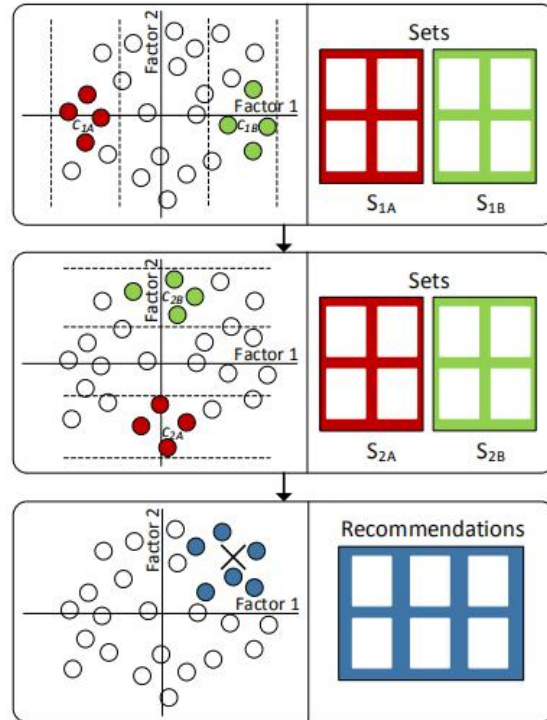 Factor 2
Sets
Factor 1
C1A
C1B
S1A
S1B
Factor 2
Sets
C2B
Factor 1
C2A
S2A
S2B
Factor 2
Recommendations
Factor 1